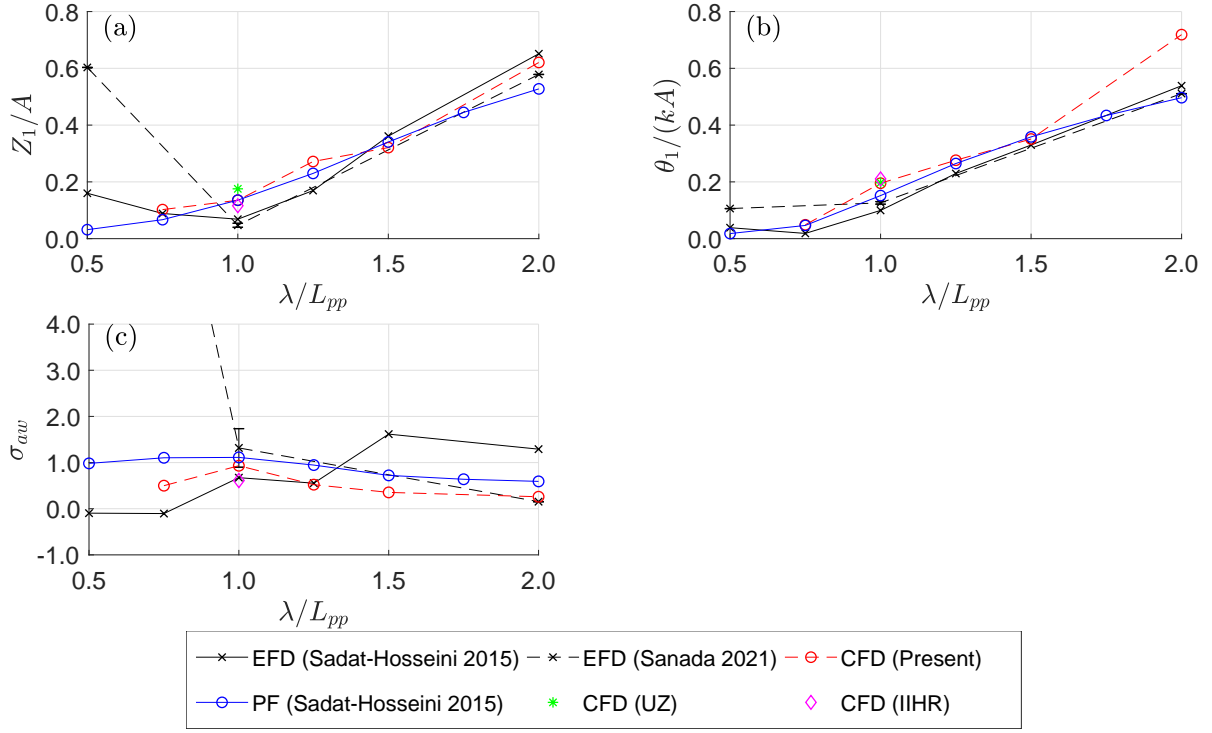 (a)
0.8
0.6
0.4
0.2
0.0
Z₁/A
0.5 1.0 1.5 2.0
λ/Lₚₚ
(b)
0.8
0.6
0.4
0.2
0.0
θ₁/(kA)
0.5 1.0 1.5 2.0
λ/Lₚₚ
(c)
4.0
3.0
2.0
1.0
0.0
-1.0
σ_aw
0.5 1.0 1.5 2.0
λ/Lₚₚ
EFD (Sadat-Hosseini 2015) EFD (Sanada 2021) CFD (Present)
PF (Sadat-Hosseini 2015) CFD (UZ) CFD (IIHR)